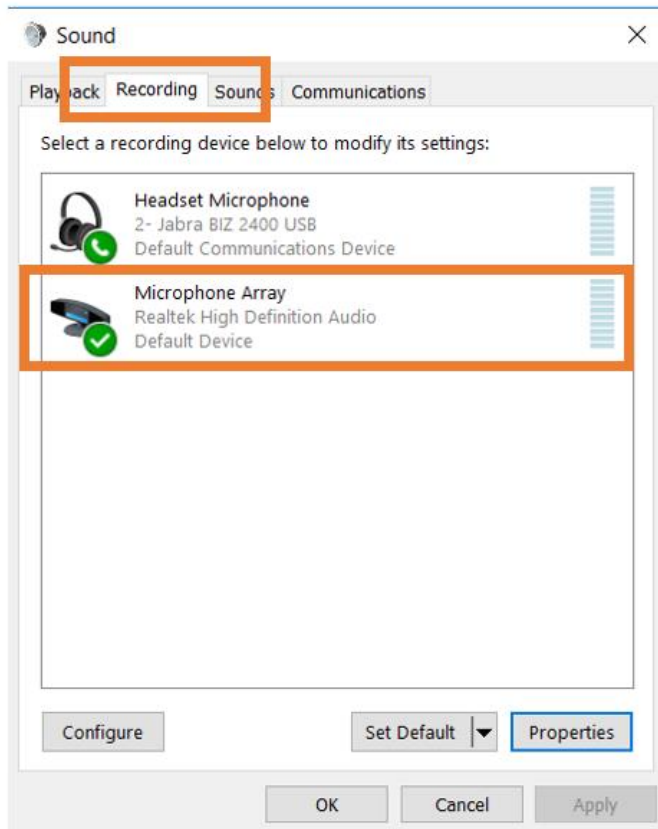 Sound
Playback Recording Sounds Communications
Select a recording device below to modify its settings:
Headset Microphone
2- Jabra BIZ 2400 USB
Default Communications Device
Microphone Array
Realtek High Definition Audio
Default Device
Configure Set Default Properties
OK Cancel Apply